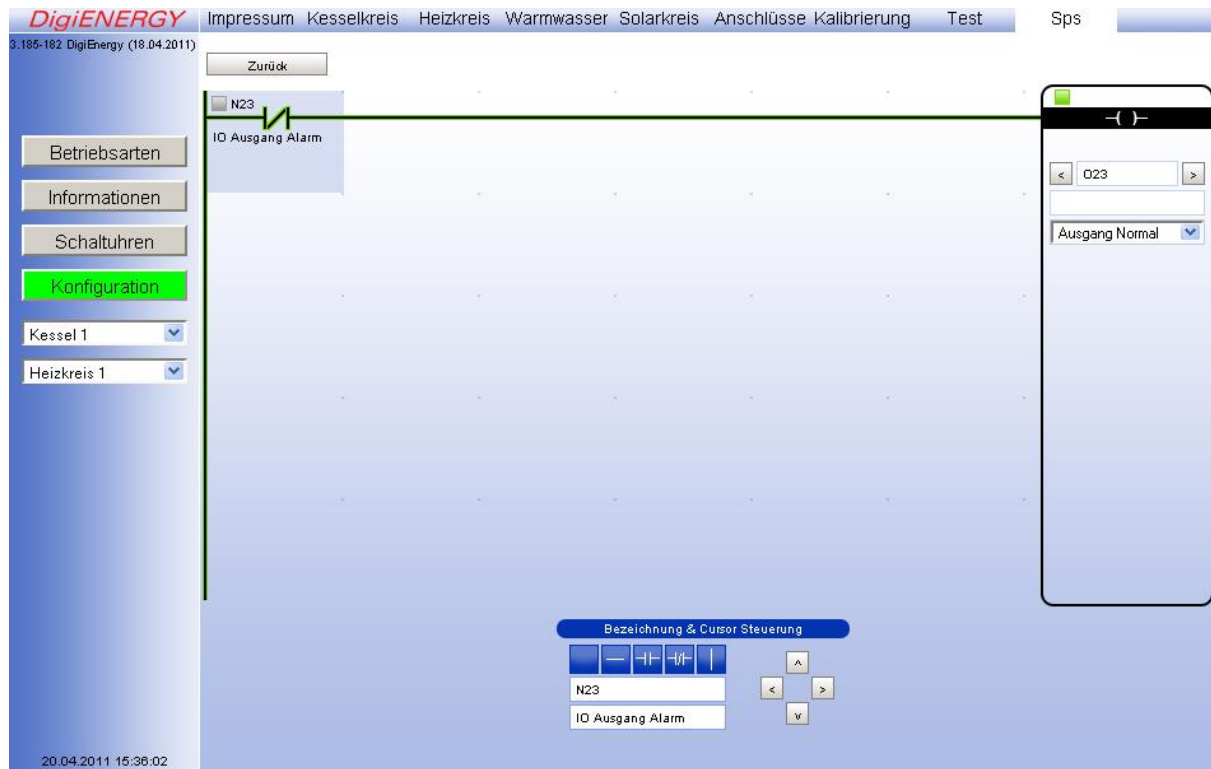 DigiENERGY
Impressum Kesselkreis Heizkreis Warmwasser Solarkreis Anschlüsse Kalibrierung Test Sps
3.185-182 DigiEnergy (18.04.2011)
Zurück
N23
IO Ausgang Alarm
Betriebsarten
Informationen
Schaltuhren
Konfiguration
Kessel 1
Heizkreis 1
< O23 >
Ausgang Normal
Bezeichnung & Cursor Steuerung
N23
IO Ausgang Alarm
20.04.2011 15:36:02